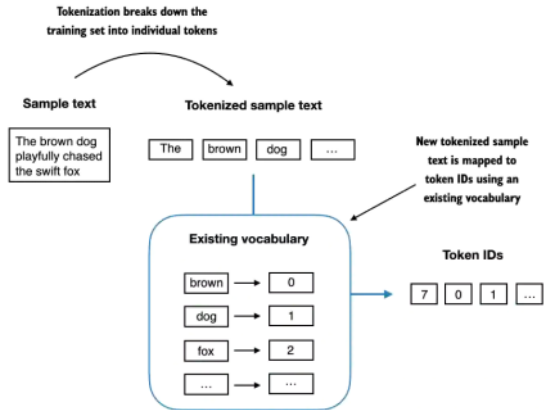 Tokenization breaks down the
training set into individual tokens
Sample text
Tokenized sample text
The brown dog
playfully chased
the swift fox
The brown dog ...
New tokenized sample
text is mapped to
token IDs using an
existing vocabulary
Existing vocabulary
Token IDs
brown 0
7 0 1 ...
dog 1
fox 2
... ...